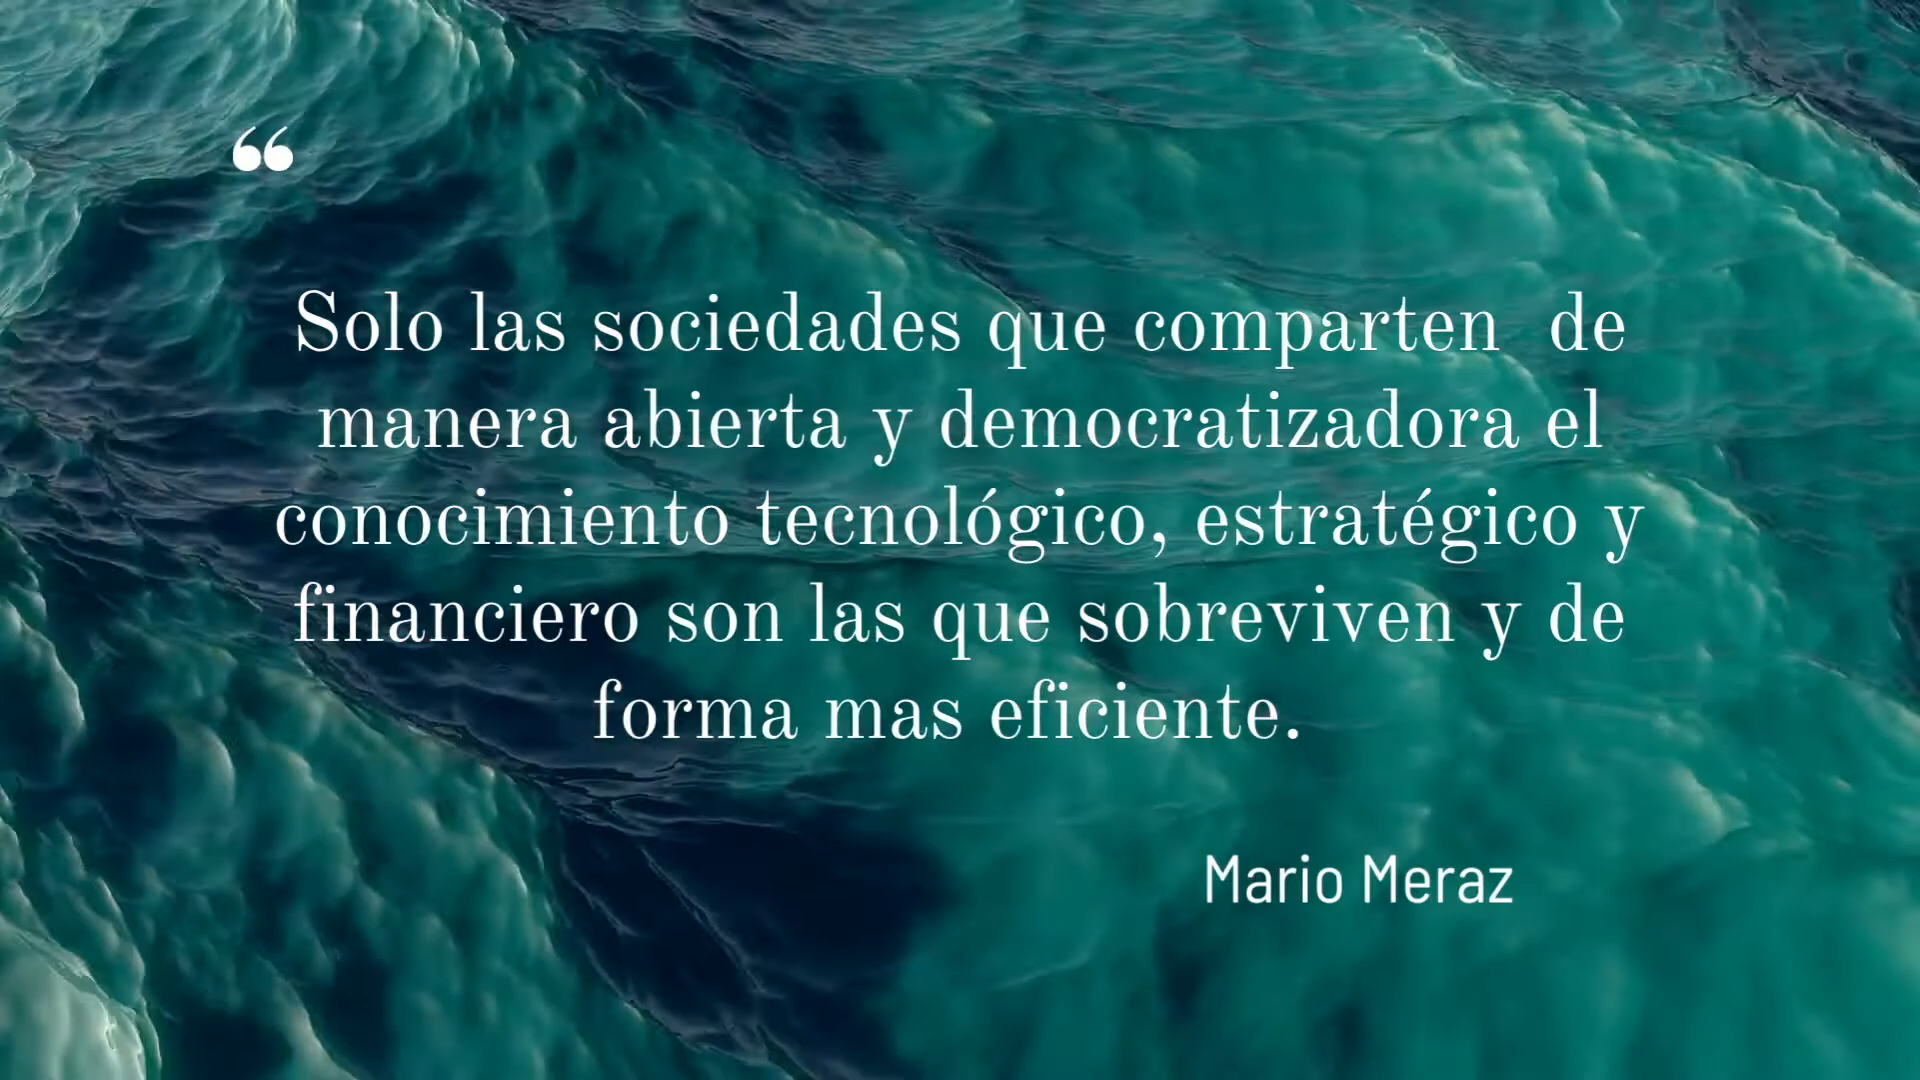 “
Solo las sociedades que comparten  de
manera abierta y democratizadora el
conocimiento tecnológico, estratégico y
financiero son las que sobreviven y de
forma mas eficiente.
Mario Meraz